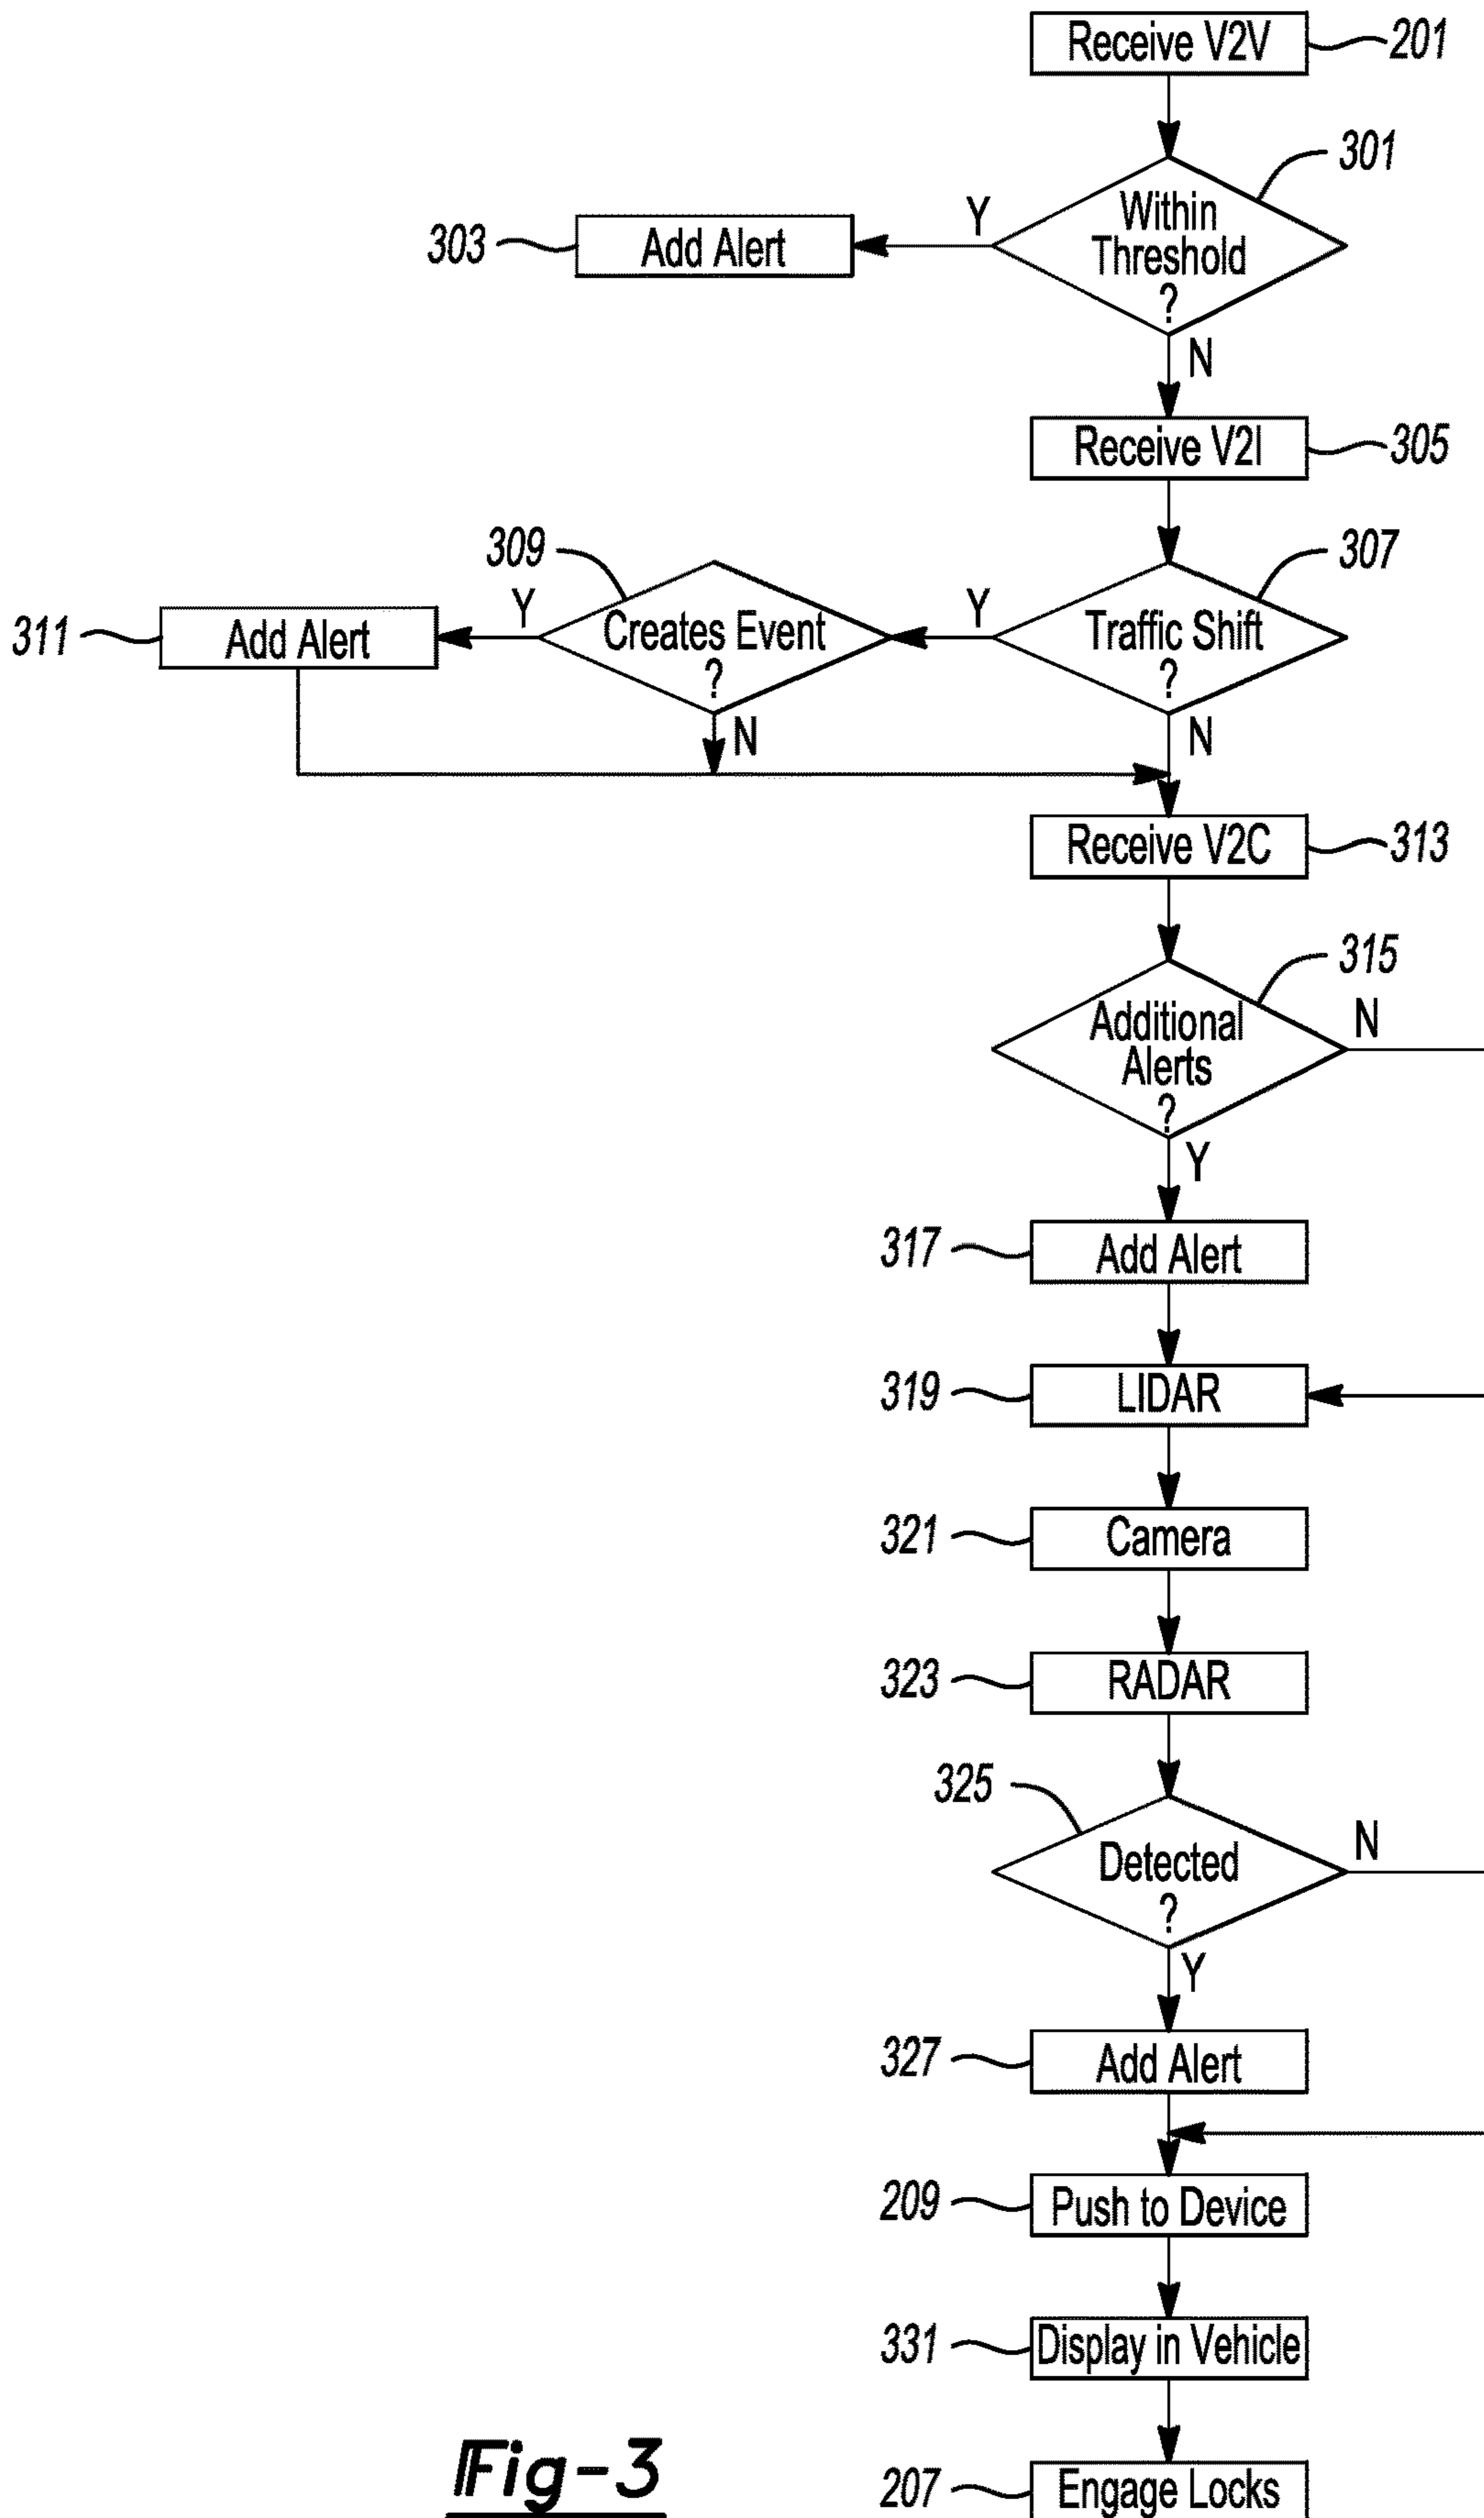 Receive V2V
201
301
Within
Threshold
?
Y
303
Add Alert
N
Receive V2I
305
309
307
311
Add Alert
Y
Creates Event
?
Y
Traffic Shift
?
N
N
Receive V2C
313
315
Additional
Alerts
?
N
Y
317
Add Alert
319
LIDAR
321
Camera
323
RADAR
325
Detected
?
N
Y
327
Add Alert
209
Push to Device
331
Display in Vehicle
207
Engage Locks
Fig-3